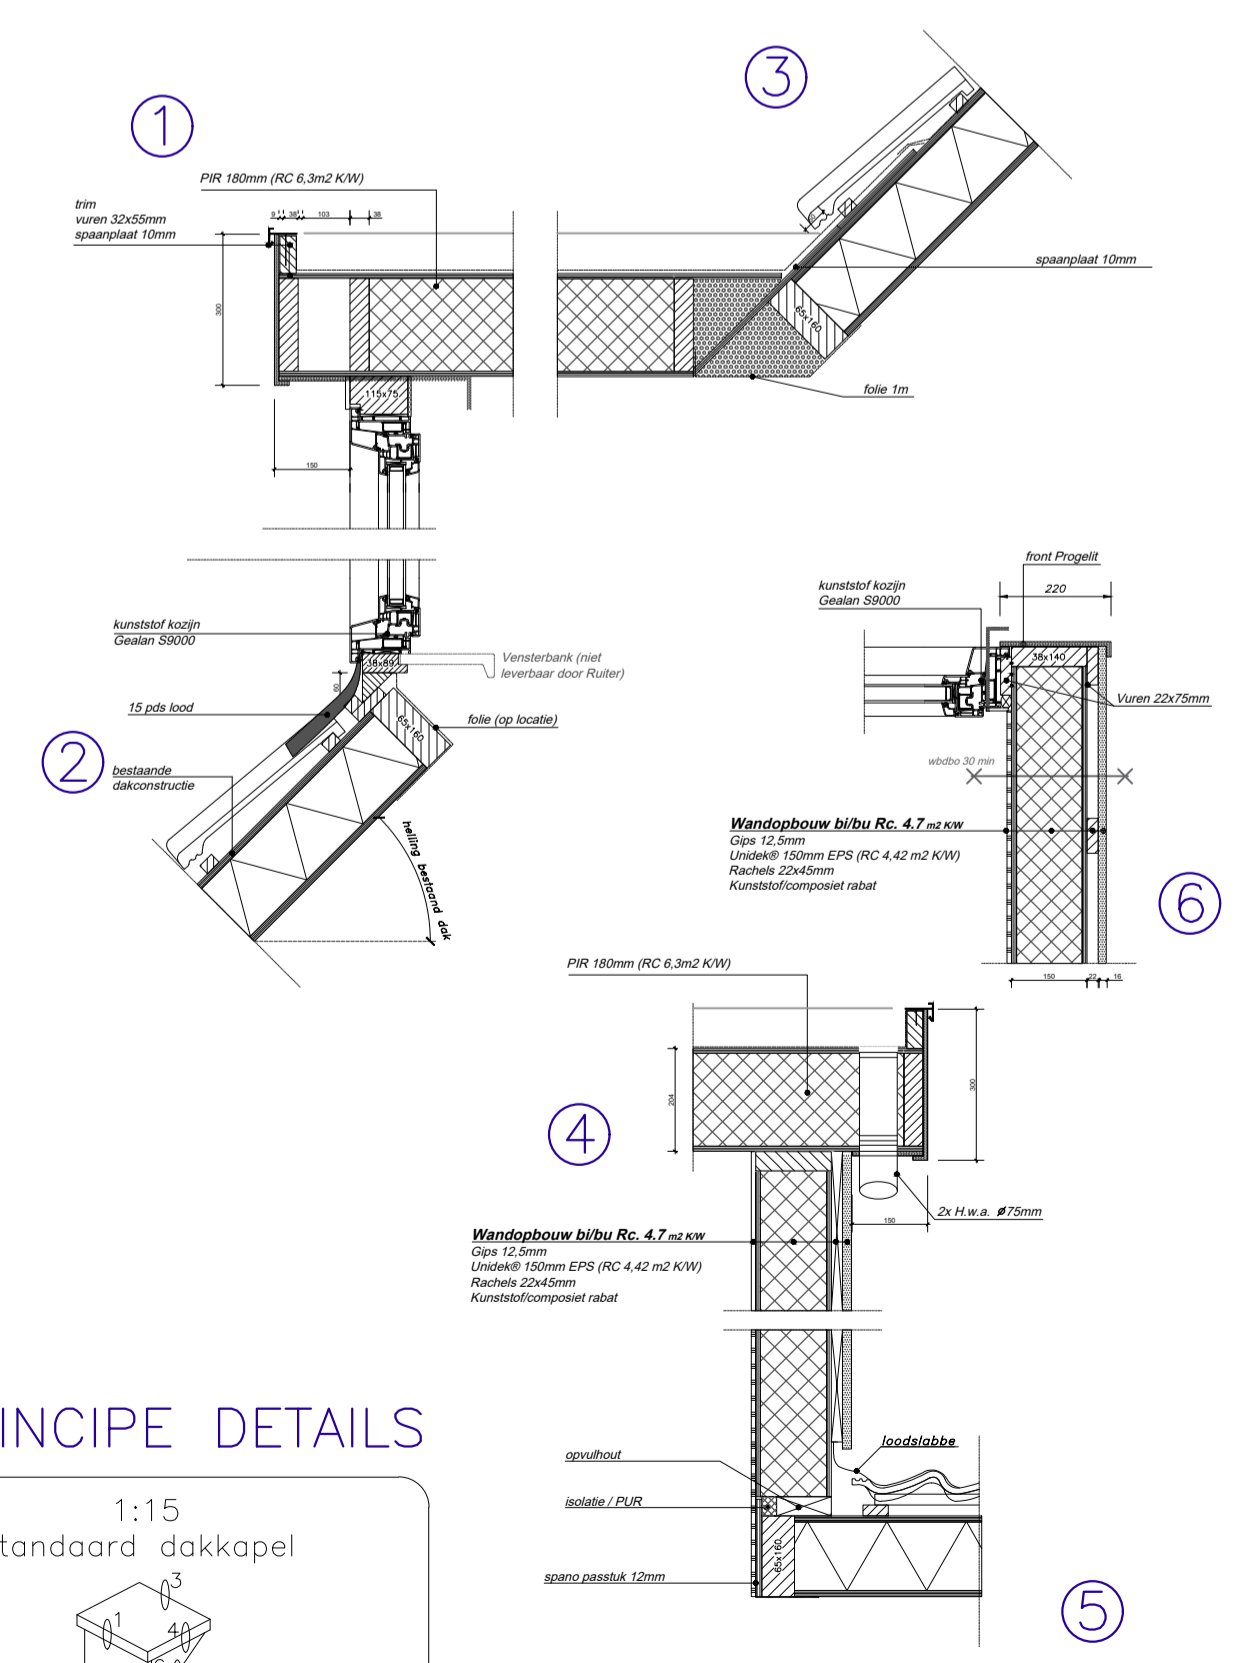 1
PIR 180mm (RC 6,3m2 K/W)
trim
vuren 32x55mm
spaanplaat 10mm
9
38
103
38
300
115x75
150
3
spaanplaat 10mm
65x160
folie 1m
kunststof kozijn
Gealan S9000
38x89
60
Vensterbank (niet
leverbaar door Ruiter)
15 pds lood
65x160
folie (op locatie)
2
bestaande
dakconstructie
helling bestaand dak
front Progelit
kunststof kozijn
Gealan S9000
220
38x140
Vuren 22x75mm
wbdbo 30 min
Wandopbouw bi/bu Rc. 4.7 m2 K/W
Gips 12,5mm
Unidek® 150mm EPS (RC 4,42 m2 K/W)
Rachels 22x45mm
Kunststof/composiet rabat
6
150
22
16
PIR 180mm (RC 6,3m2 K/W)
204
300
4
2x H.w.a. Ø75mm
150
Wandopbouw bi/bu Rc. 4.7 m2 K/W
Gips 12,5mm
Unidek® 150mm EPS (RC 4,42 m2 K/W)
Rachels 22x45mm
Kunststof/composiet rabat
loodslabbe
opvulhout
isolatie / PUR
65x160
spano passtuk 12mm
5
INCIPE DETAILS
1:15
tandaard dakkapel
3
1
4